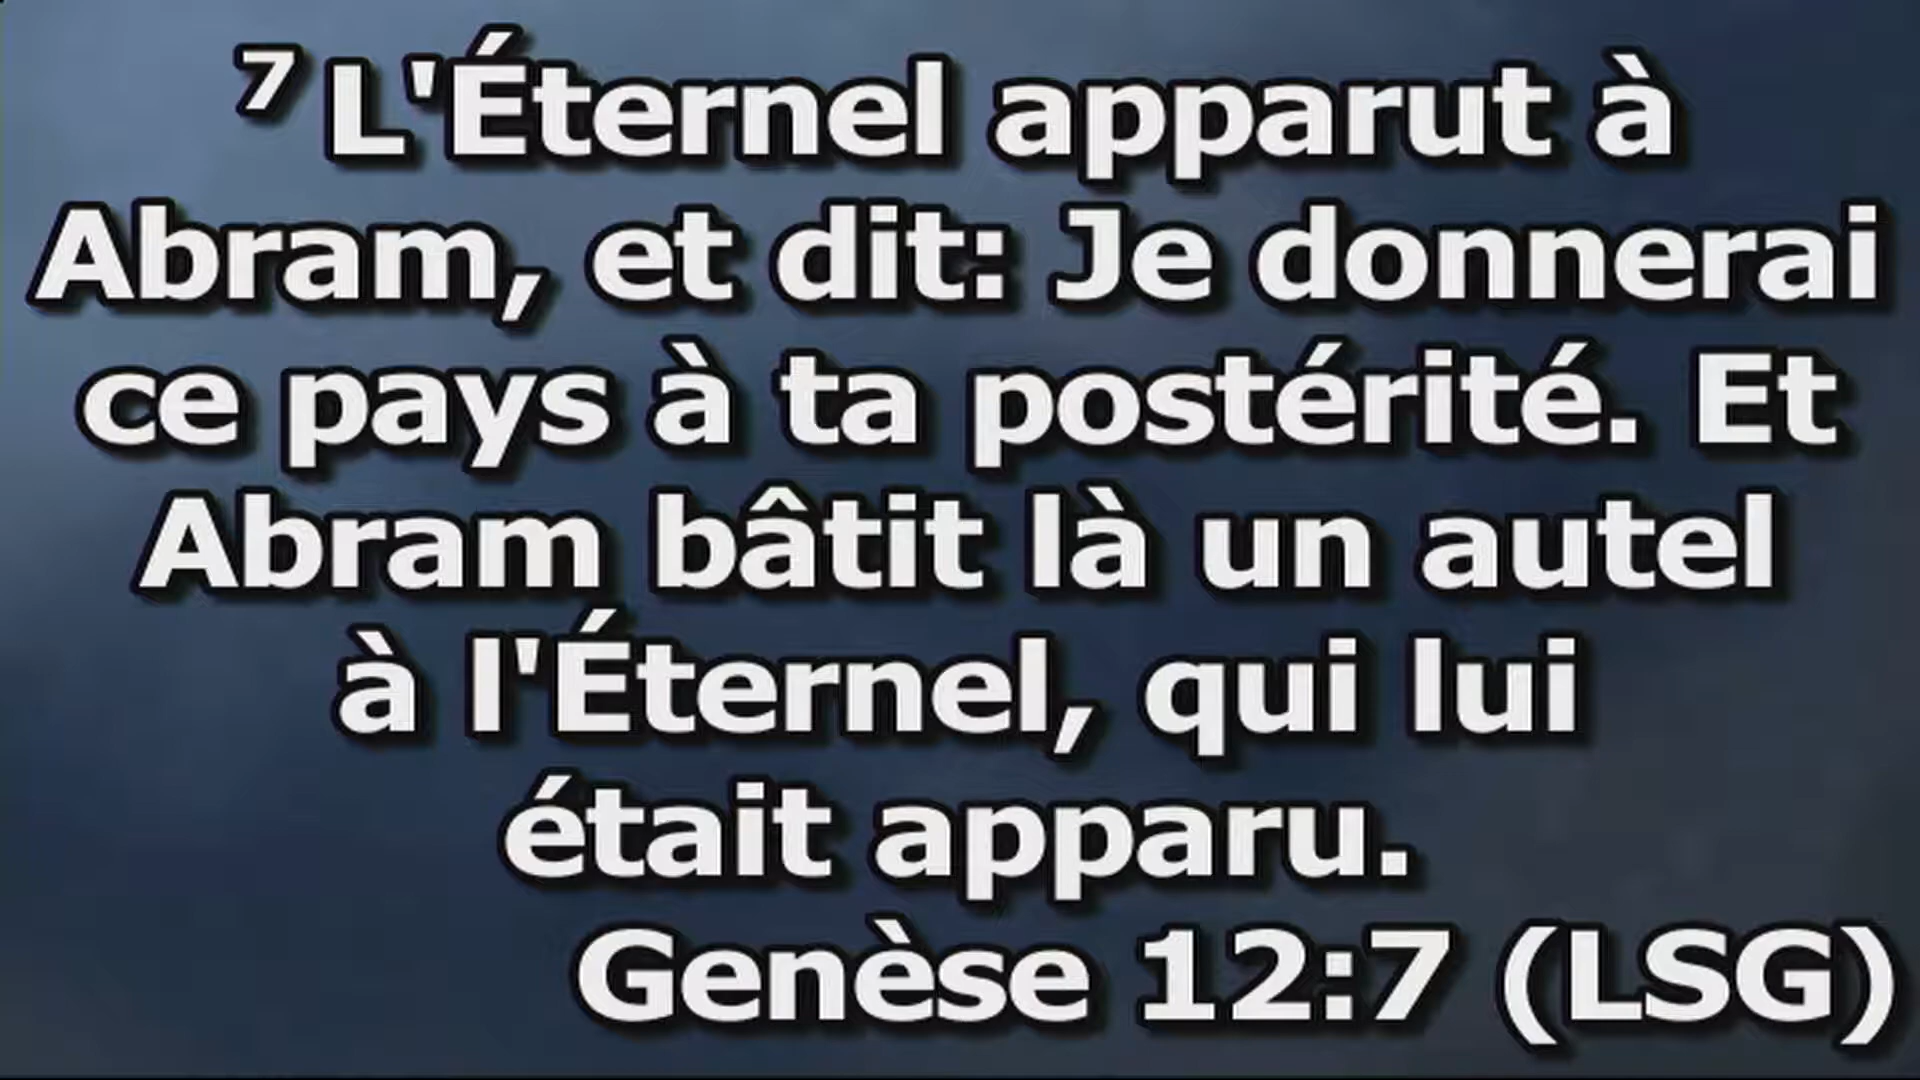 ⁷ L'Éternel apparut à
Abram, et dit: Je donnerai
ce pays à ta postérité. Et
Abram bâtit là un autel
à l'Éternel, qui lui
était apparu.
Genèse 12:7 (LSG)